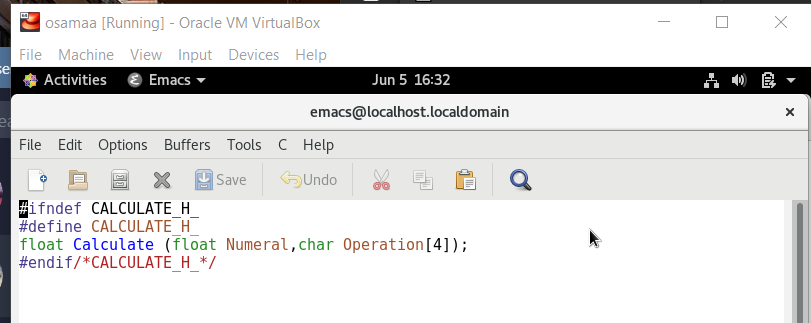 osamaa [Running] - Oracle VM VirtualBox
File Machine View Input Devices Help
Activities Emacs Jun 5 16:32
emacs@localhost.localdomain
File Edit Options Buffers Tools C Help
Save Undo
#ifndef CALCULATE_H_
#define CALCULATE_H_
float Calculate (float Numeral,char Operation[4]);
#endif/*CALCULATE_H_*/